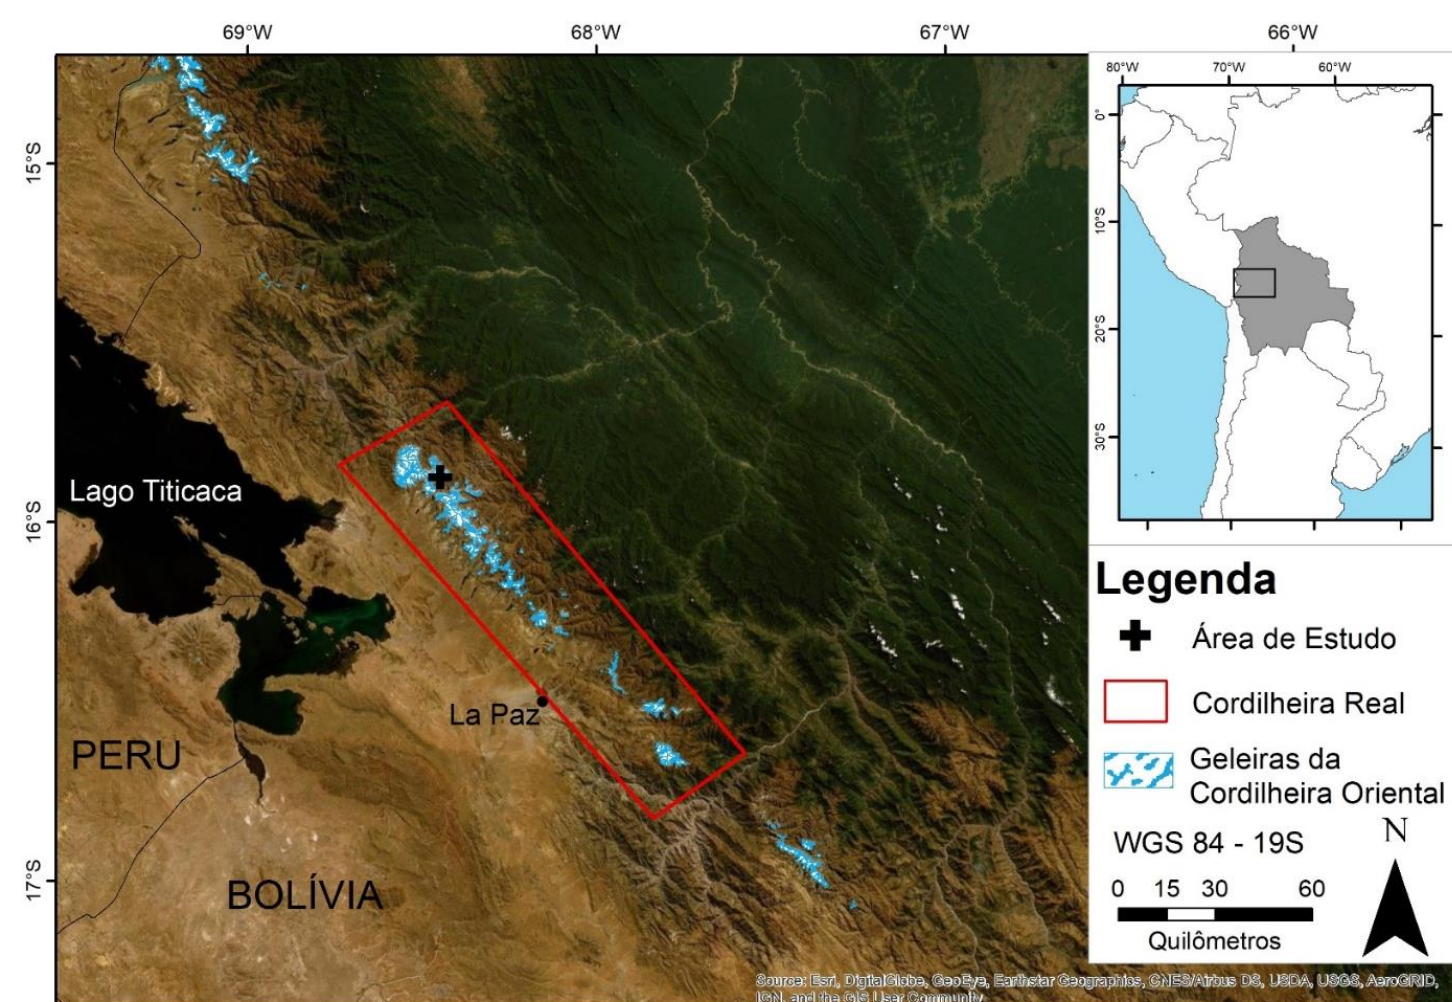 69°W
68°W
67°W
66°W
15°S
16°S
17°S
Lago Titicaca
La Paz
PERU
BOLÍVIA
80°W
70°W
60°W
0°
10°S
20°S
30°S
Legenda
Área de Estudo
Cordilheira Real
Geleiras da
Cordilheira Oriental
WGS 84 - 19S
N
0 15 30 60
Quilômetros
Source: Esri, DigitalGlobe, GeoEye, Earthstar Geographics, CNES/Airbus DS, USDA, USGS, AeroGRID,
IGN, and the GIS User Community